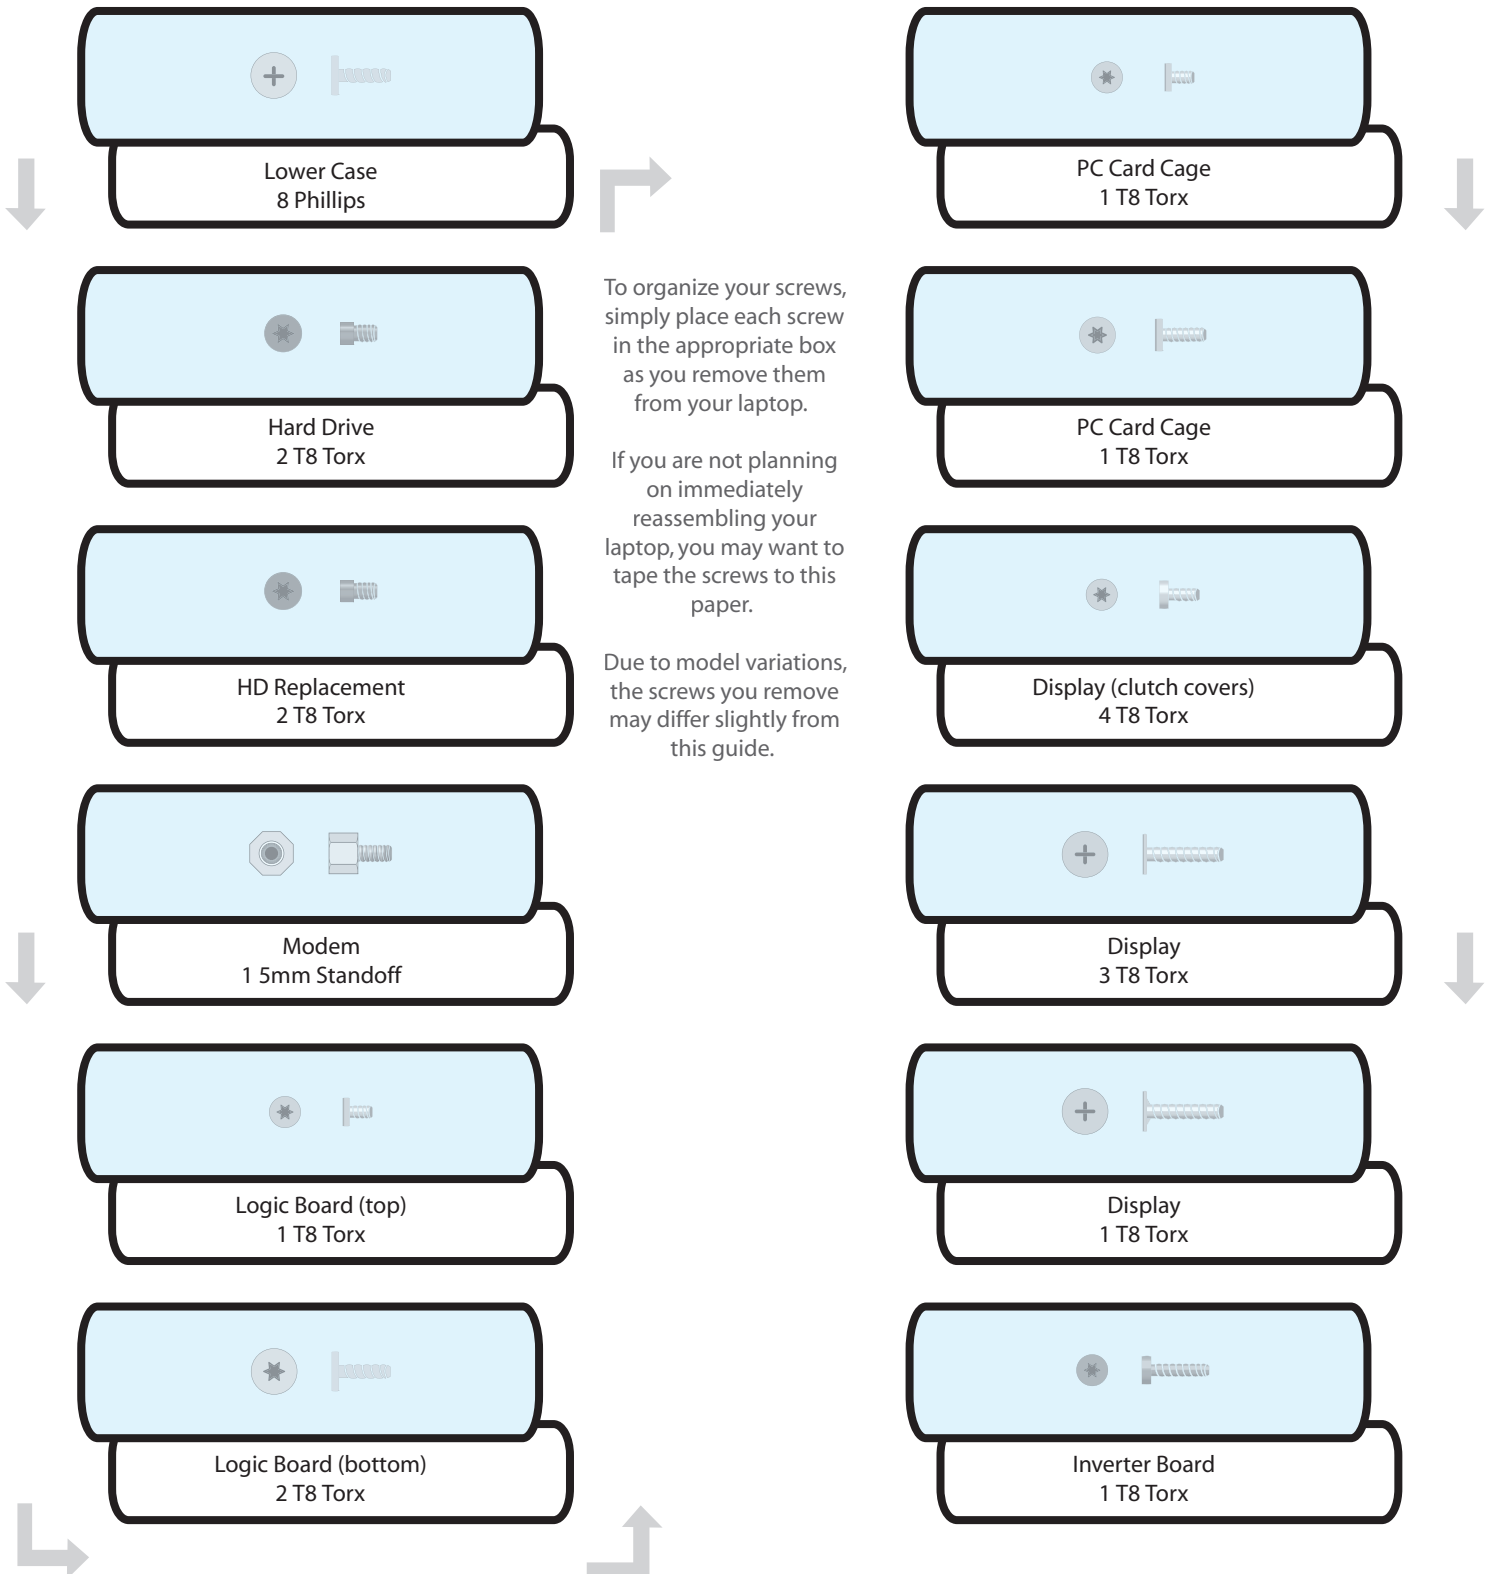 Lower Case
8 Phillips
Hard Drive
2 T8 Torx
HD Replacement
2 T8 Torx
Modem
1 5mm Standoff
Logic Board (top)
1 T8 Torx
Logic Board (bottom)
2 T8 Torx
To organize your screws,
simply place each screw
in the appropriate box
as you remove them
from your laptop.
If you are not planning
on immediately
reassembling your
laptop, you may want to
tape the screws to this
paper.
Due to model variations,
the screws you remove
may differ slightly from
this guide.
PC Card Cage
1 T8 Torx
PC Card Cage
1 T8 Torx
Display (clutch covers)
4 T8 Torx
Display
3 T8 Torx
Display
1 T8 Torx
Inverter Board
1 T8 Torx